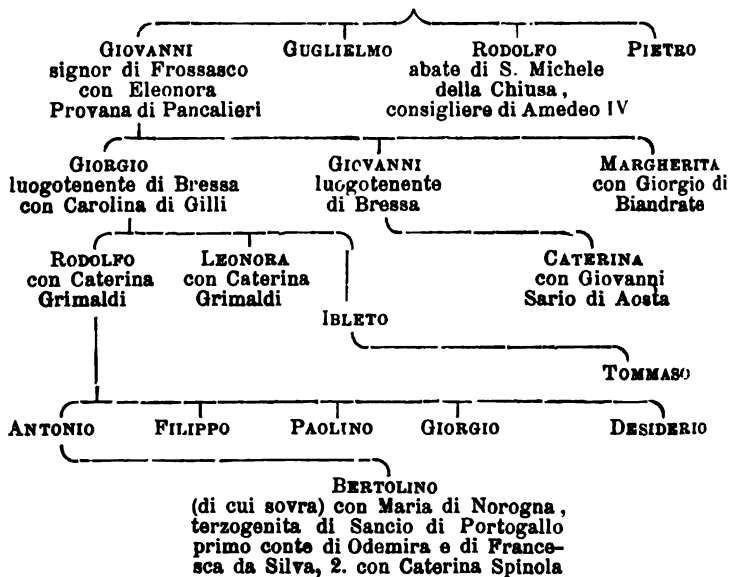 GIOVANNI GUGLIELMO RODOLFO PIETRO
signor di Frossasco abate di S. Michele
con Eleonora della Chiusa,
Provana di Pancalieri consigliere di Amedeo IV
GIORGIO GIOVANNI MARGHERITA
luogotenente di Bressa luogotenente con Giorgio di
con Carolina di Gilli di Bressa Biandrate
RODOLFO LEONORA CATERINA
con Caterina con Caterina con Giovanni
Grimaldi Grimaldi Sario di Aosta
IBLETO
TOMMASO
ANTONIO FILIPPO PAOLINO GIORGIO DESIDERIO
BERTOLINO
(di cui sovra) con Maria di Norogna,
terzogenita di Sancio di Portogallo
primo conte di Odemira e di France-
sca da Silva, 2. con Caterina Spinola